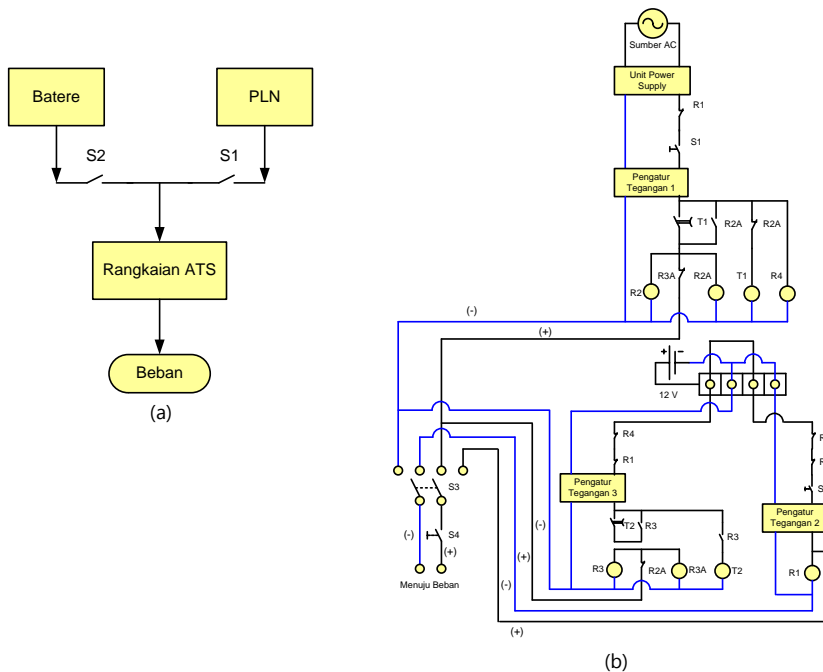 Batere
PLN
S2
S1
Rangkaian ATS
Beban
(a)
Sumber AC
Unit Power
Supply
R1
S1
Pengatur
Tegangan 1
T1
R2A
R2A
R3A
R2A
R2
T1
R4
(-)
(+)
+
-
12 V
R4
R1
Pengatur
Tegangan 3
T2
R3
R3
R3
R2A
R3A
T2
R
R
S
Pengatur
Tegangan 2
R1
S3
S4
(-)
(+)
Menuju Beban
(-)
(+)
(-)
(+)
(b)